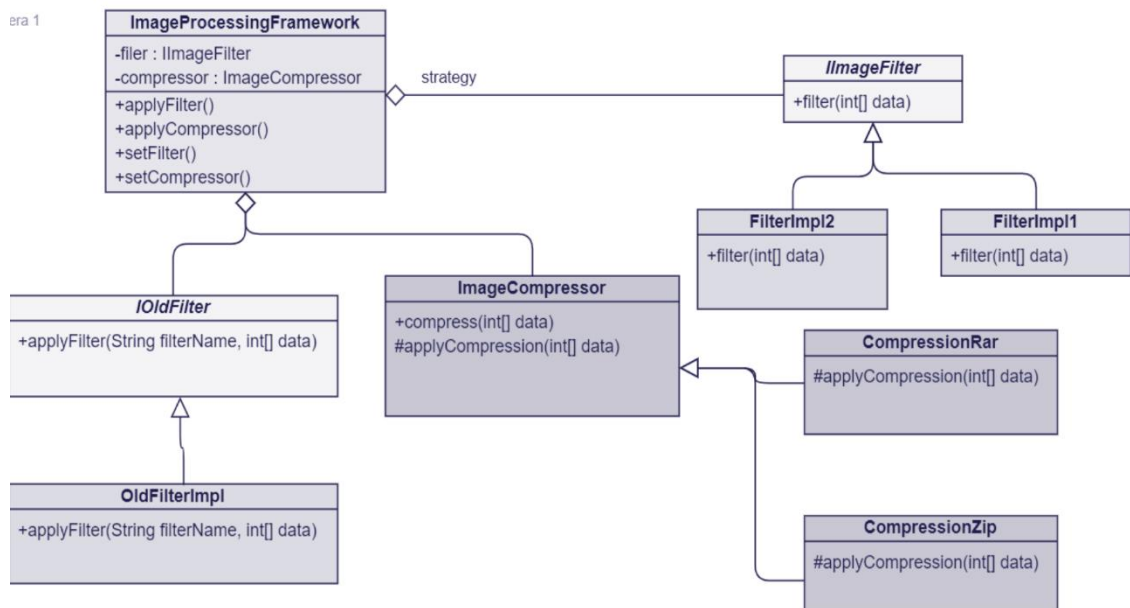 era 1
ImageProcessingFramework
-filer : IImageFilter
-compressor : ImageCompressor
+applyFilter()
+applyCompressor()
+setFilter()
+setCompressor()
strategy
IImageFilter
+filter(int[] data)
FilterImpl2
+filter(int[] data)
FilterImpl1
+filter(int[] data)
IOldFilter
+applyFilter(String filterName, int[] data)
ImageCompressor
+compress(int[] data)
#applyCompression(int[] data)
CompressionRar
#applyCompression(int[] data)
OldFilterImpl
+applyFilter(String filterName, int[] data)
CompressionZip
#applyCompression(int[] data)